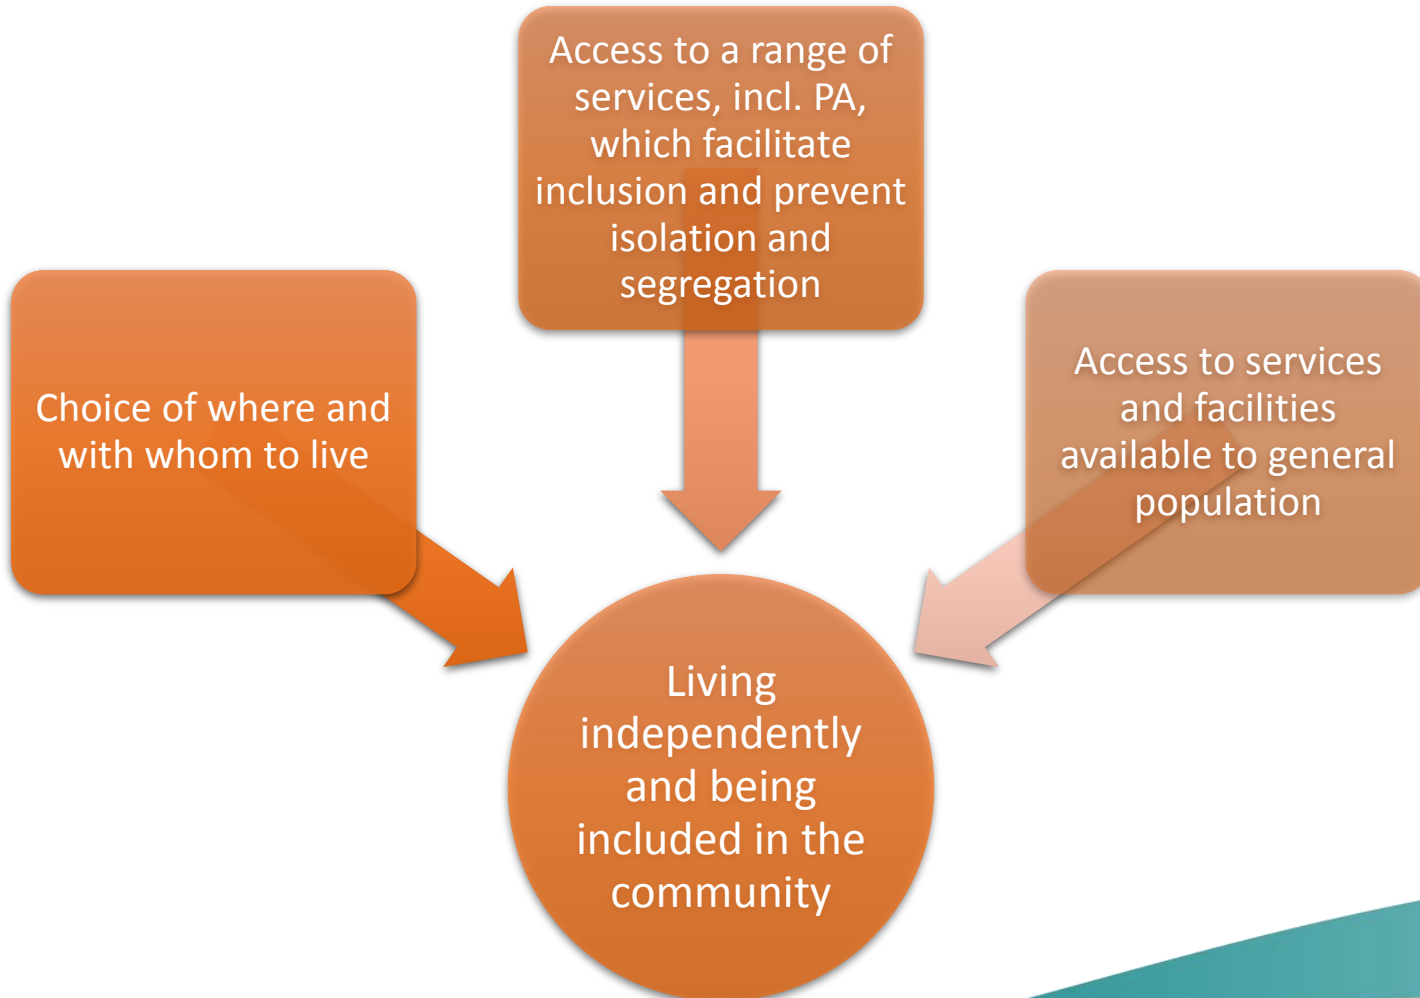 Access to a range of
services, incl. PA,
which facilitate
inclusion and prevent
isolation and
segregation
Choice of where and
with whom to live
Access to services
and facilities
available to general
population
Living
independently
and being
included in the
community